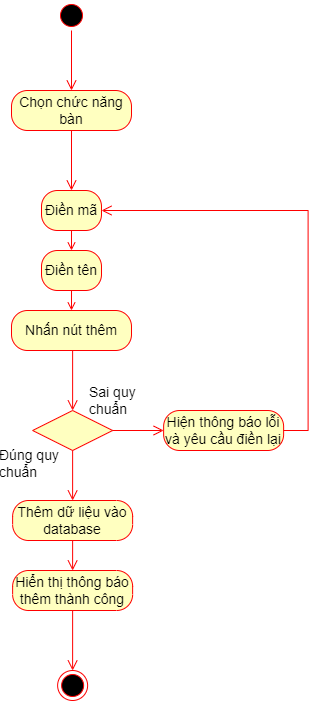 Chọn chức năng
bàn
Điền mã
Điền tên
Nhấn nút thêm
Sai quy
chuẩn
Hiện thông báo lỗi
và yêu cầu điền lại
Đúng quy
chuẩn
Thêm dữ liệu vào
database
Hiển thị thông báo
thêm thành công